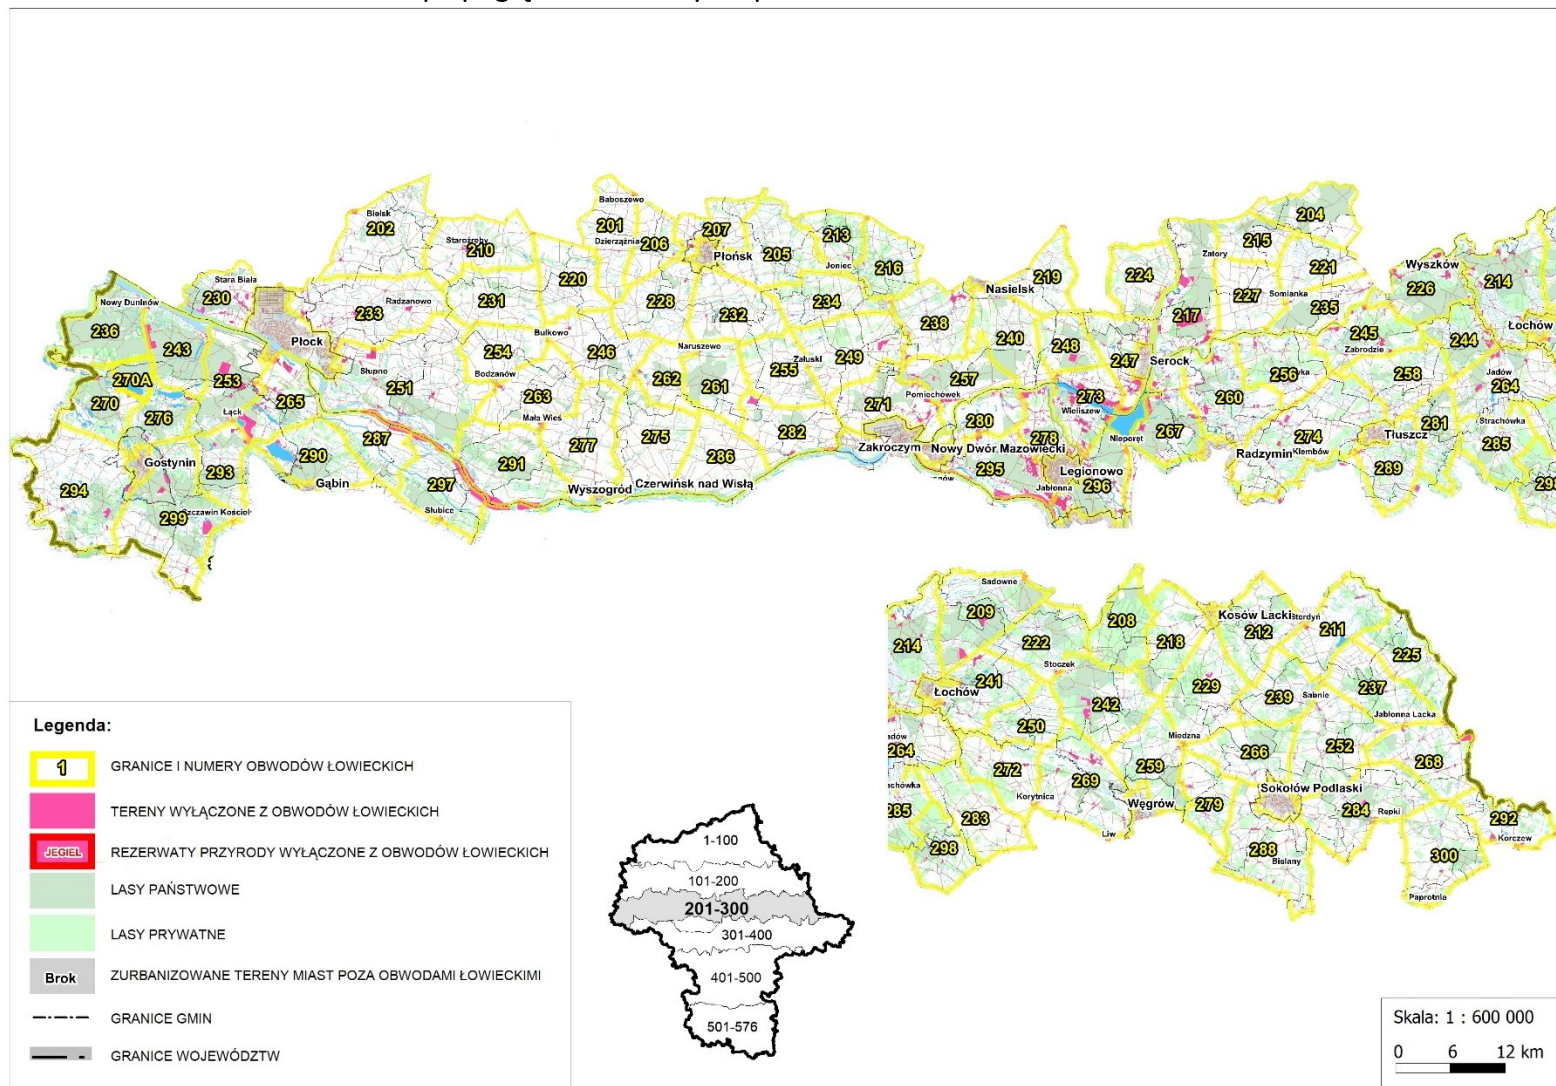 Bielsk
202
Staroźreby
210
Baboszewo
201
Dzierzążnia
206
207
Płońsk
205
213
Joniec
216
Nasielsk
219
224
Zatory
215
204
221
217
227
Somianka
235
Wyszków
226
214
Łochów
Stara Biała
230
Nowy Duninów
236
243
Płock
Radzanowo
233
231
220
228
232
234
238
240
248
247
Serock
245
Zabrodzie
244
Bulkowo
254
246
Naruszewo
Załuski
249
255
257
Bodzanów
270A
270
253
276
Łąck
265
Słupno
251
263
Mała Wieś
262
261
271
Pomiechówek
273
Wieliszew
260
256
258
Jadów
264
Strachówka
281
285
287
277
275
282
280
278
Zakroczym
Nowy Dwór Mazowiecki
Nieporęt
267
274
Klembów
Radzymin
Tłuszcz
289
Gostynin
293
290
Gąbin
291
286
Wyszogród
Czerwińsk nad Wisłą
295
Legionowo
Jabłonna
296
294
297
Słubice
299
Szczawin Kościel
Sadowne
209
214
222
208
218
Kosów Lacki
Sterdyń
212
211
225
Stoczek
Łochów
241
242
229
239
Sabnie
237
Jabłonna Lacka
250
adów
264
272
Miedzna
266
252
268
269
259
achówka
285
Korytnica
283
Węgrów
279
Sokołów Podlaski
284
Repki
292
Korczew
Liw
298
288
Bielany
300
Paprotnia
Legenda:
1 GRANICE I NUMERY OBWODÓW ŁOWIECKICH
TERENY WYŁĄCZONE Z OBWODÓW ŁOWIECKICH
JEGIEL REZERWATY PRZYRODY WYŁĄCZONE Z OBWODÓW ŁOWIECKICH
LASY PAŃSTWOWE
LASY PRYWATNE
Brok ZURBANIZOWANE TERENY MIAST POZA OBWODAMI ŁOWIECKIMI
GRANICE GMIN
GRANICE WOJEWÓDZTW
1-100
101-200
201-300
301-400
401-500
501-576
Skala: 1 : 600 000
0 6 12 km